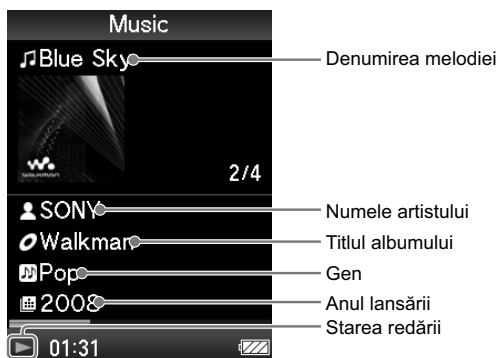 Music
Blue Sky
Denumirea melodiei
WALKMAN
2/4
SONY
Numele artistului
Walkman
Titlul albumului
Pop
Gen
2008
Anul lansării
Starea redării
01:31